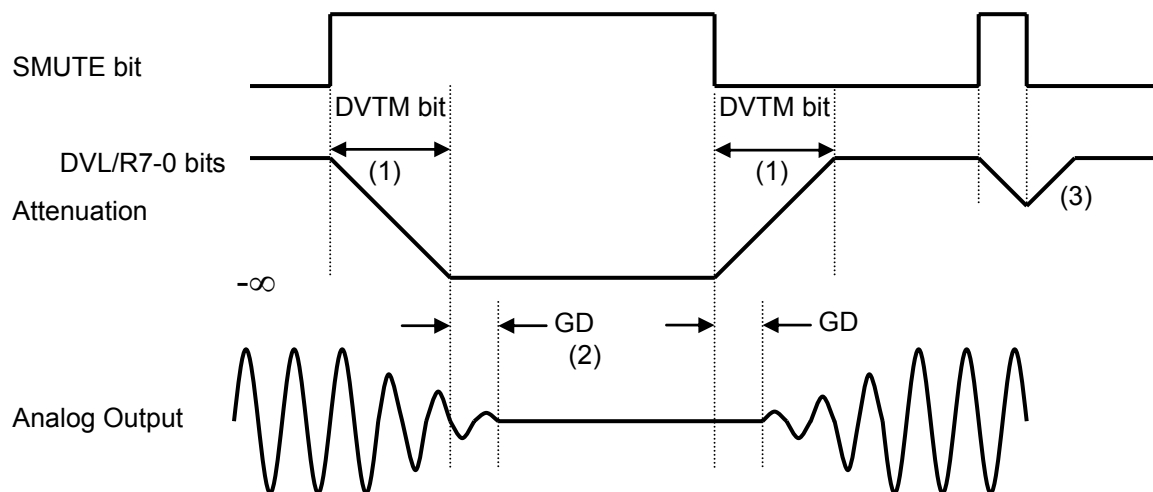 SMUTE bit
DVTM bit
DVTM bit
DVL/R7-0 bits
(1)
(1)
(3)
Attenuation
-∞
GD
GD
(2)
Analog Output